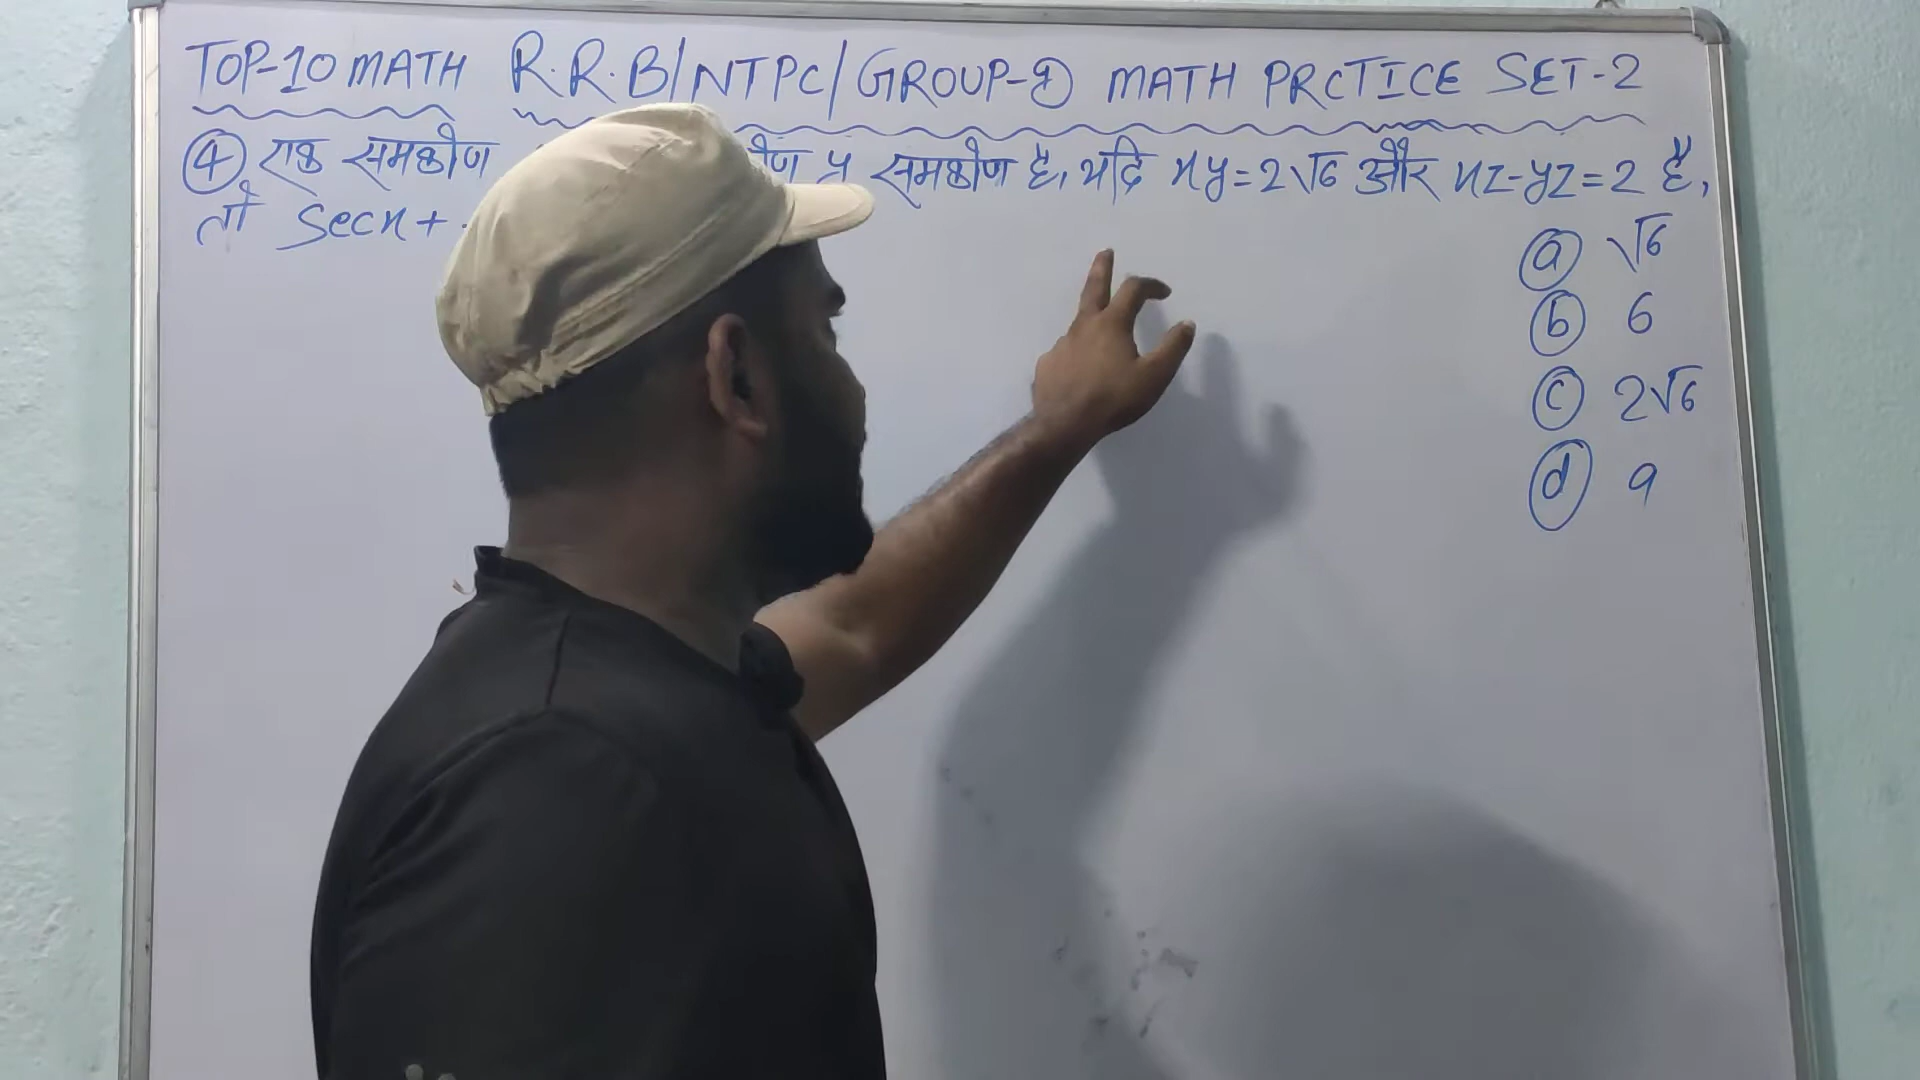 TOP-10 MATH R.R.B/NTPC/GROUP-D MATH PRCTICE SET-2
④ एक समकोण समकोण है, यदि xy=2√6 और xz-yz=2 है,
तो Secx+
ⓐ √6
ⓑ 6
ⓒ 2√6
ⓓ 9